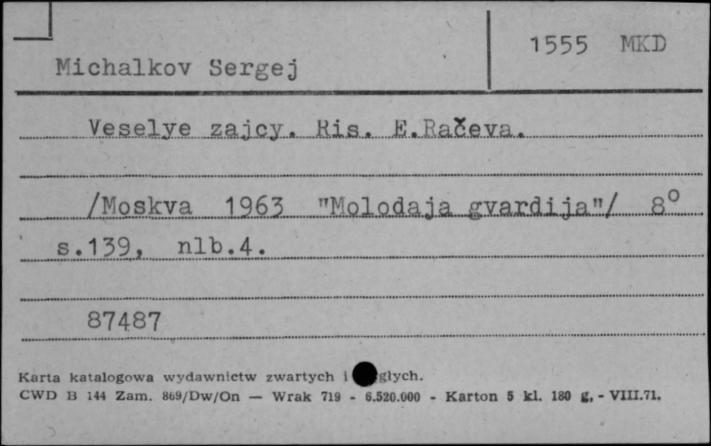 1555 MKD
Michalkov Sergej
Veselye zajcy. Ris. E.Račeva.
/Moskva 1963 "Molodaja gvardija"/ 8°
s.139, nlb.4.
87487
Karta katalogowa wydawnictw zwartych i głych.
CWD B 144 Zam. 869/Dw/On — Wrak 719 - 6.520.000 - Karton 5 kl. 180 g, - VIII.71.